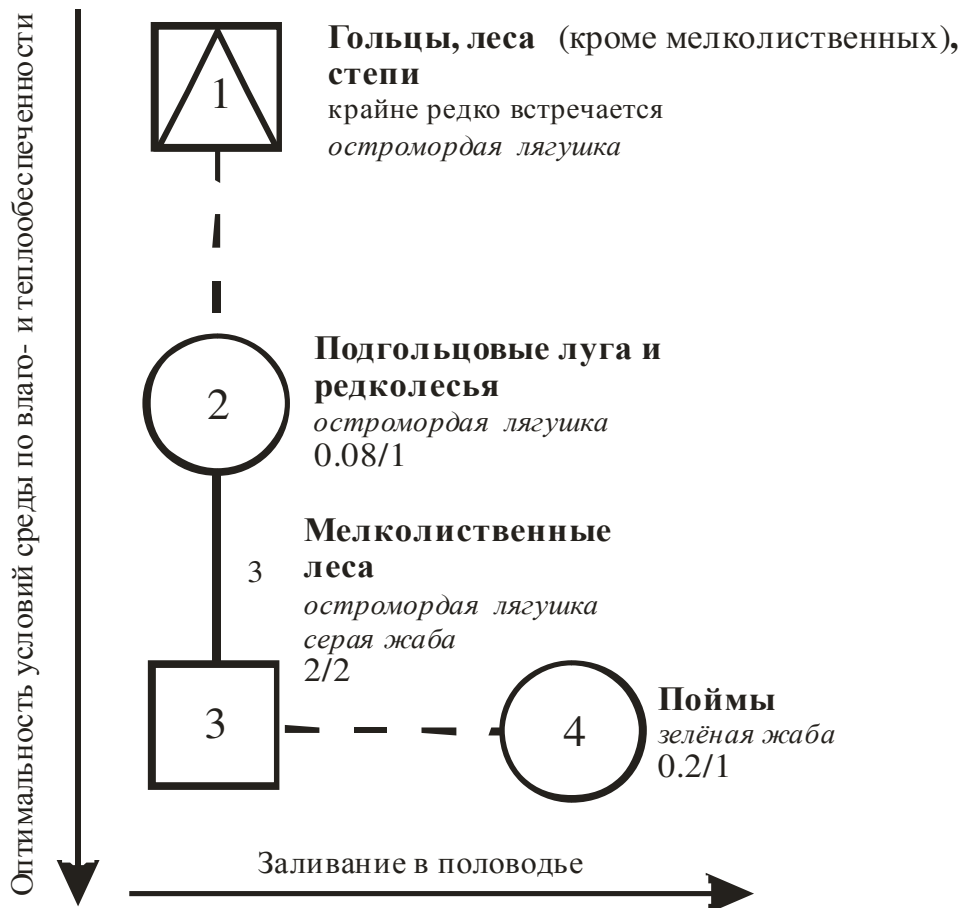 Оптимальность условий среды по влаго- и теплообеспеченности
1
Гольцы, леса (кроме мелколиственных),
степи
крайне редко встречается
остромордая лягушка
2
Подгольцовые луга и
редколесья
остромордая лягушка
0.08/1
3
Мелколиственные
леса
остромордая лягушка
серая жаба
2/2
3
4
Поймы
зелёная жаба
0.2/1
Заливание в половодье